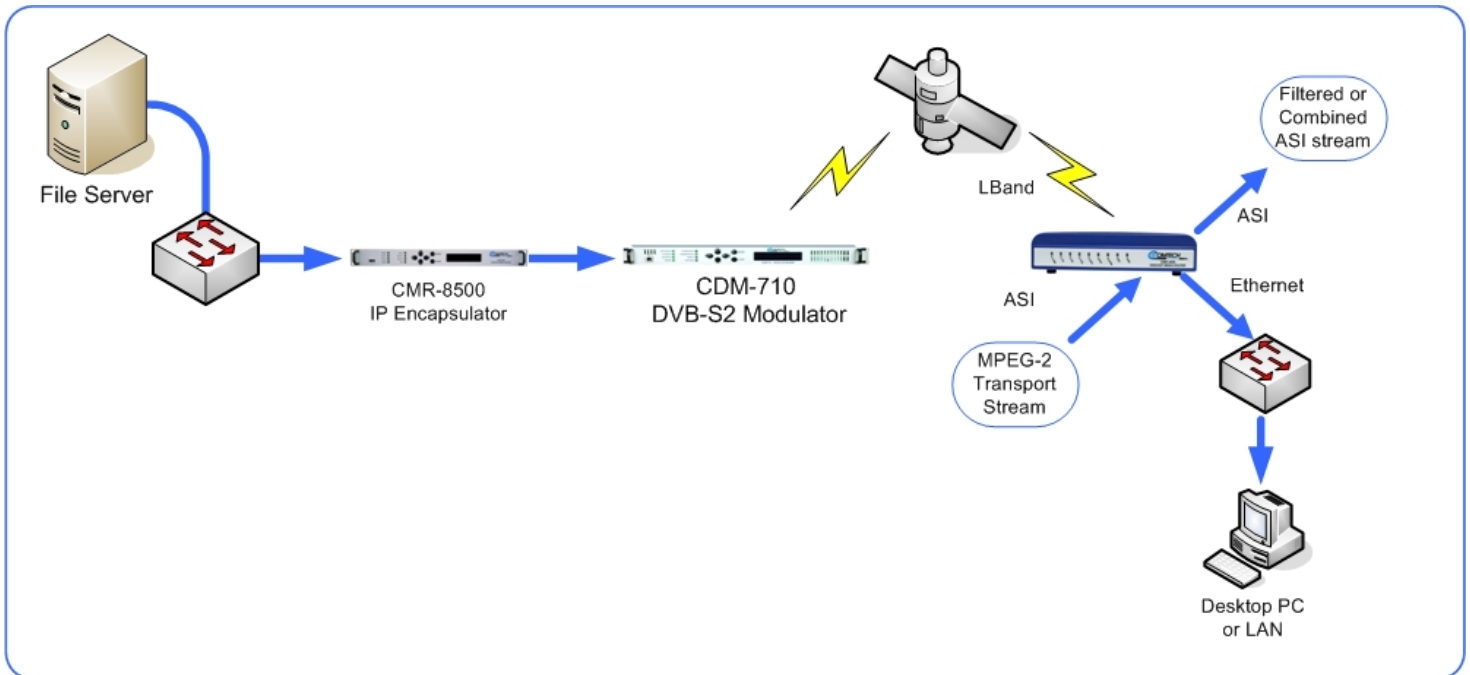 File Server
CMR-8500
IP Encapsulator
CDM-710
DVB-S2 Modulator
LBand
Filtered or
Combined
ASI stream
ASI
ASI
Ethernet
MPEG-2
Transport
Stream
Desktop PC
or LAN